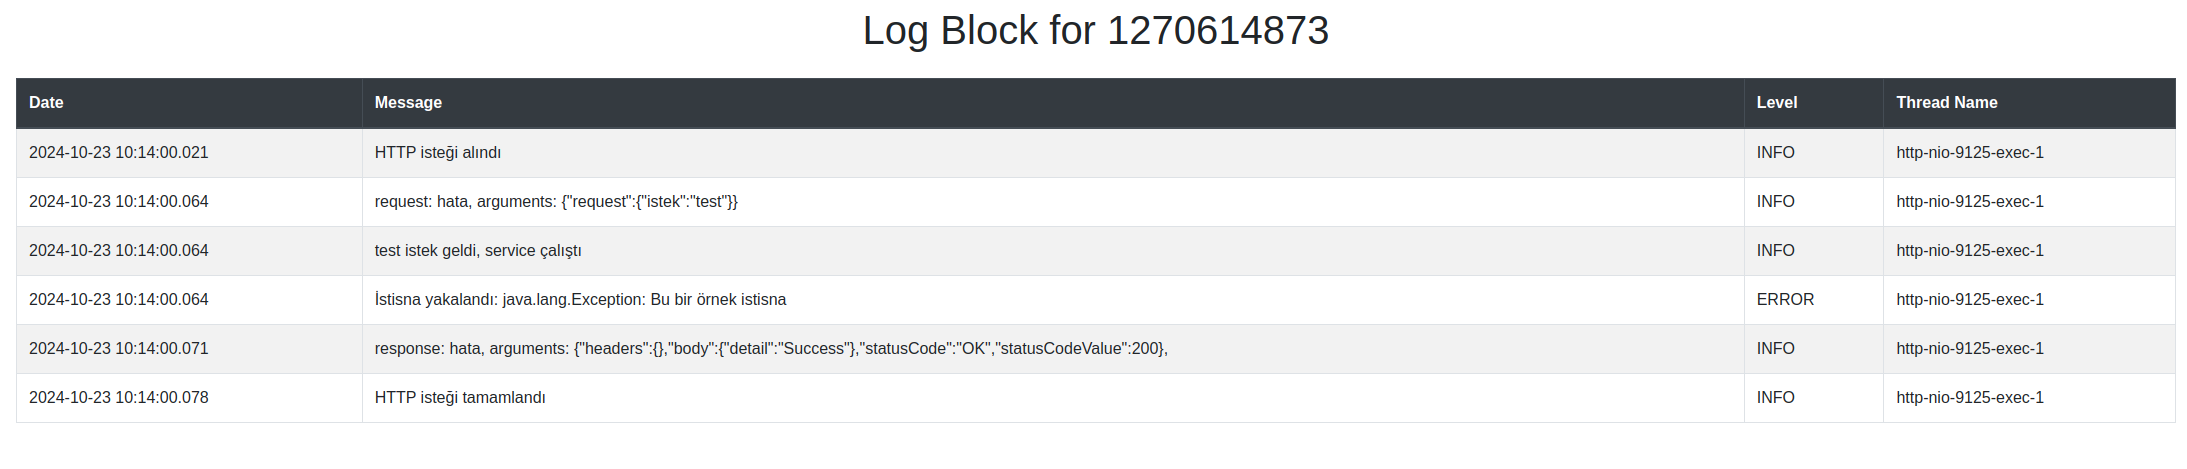 Log Block for 1270614873
Date Message Level Thread Name
2024-10-23 10:14:00.021 HTTP isteği alındı INFO http-nio-9125-exec-1
2024-10-23 10:14:00.064 request: hata, arguments: {"request":{"istek":"test"}} INFO http-nio-9125-exec-1
2024-10-23 10:14:00.064 test istek geldi, service çalıştı INFO http-nio-9125-exec-1
2024-10-23 10:14:00.064 İstisna yakalandı: java.lang.Exception: Bu bir örnek istisna ERROR http-nio-9125-exec-1
2024-10-23 10:14:00.071 response: hata, arguments: {"headers":{},"body":{"detail":"Success"},"statusCode":"OK","statusCodeValue":200}, INFO http-nio-9125-exec-1
2024-10-23 10:14:00.078 HTTP isteği tamamlandı INFO http-nio-9125-exec-1